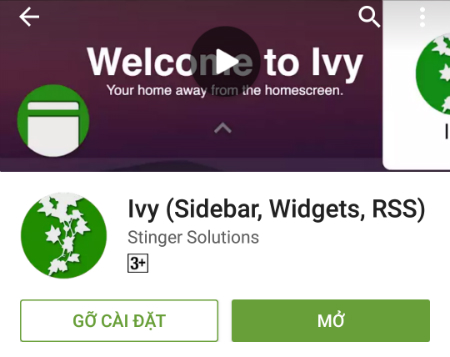 Welcome to Ivy
Your home away from the homescreen.
Ivy (Sidebar, Widgets, RSS)
Stinger Solutions
3+
GỠ CÀI ĐẶT
MỞ